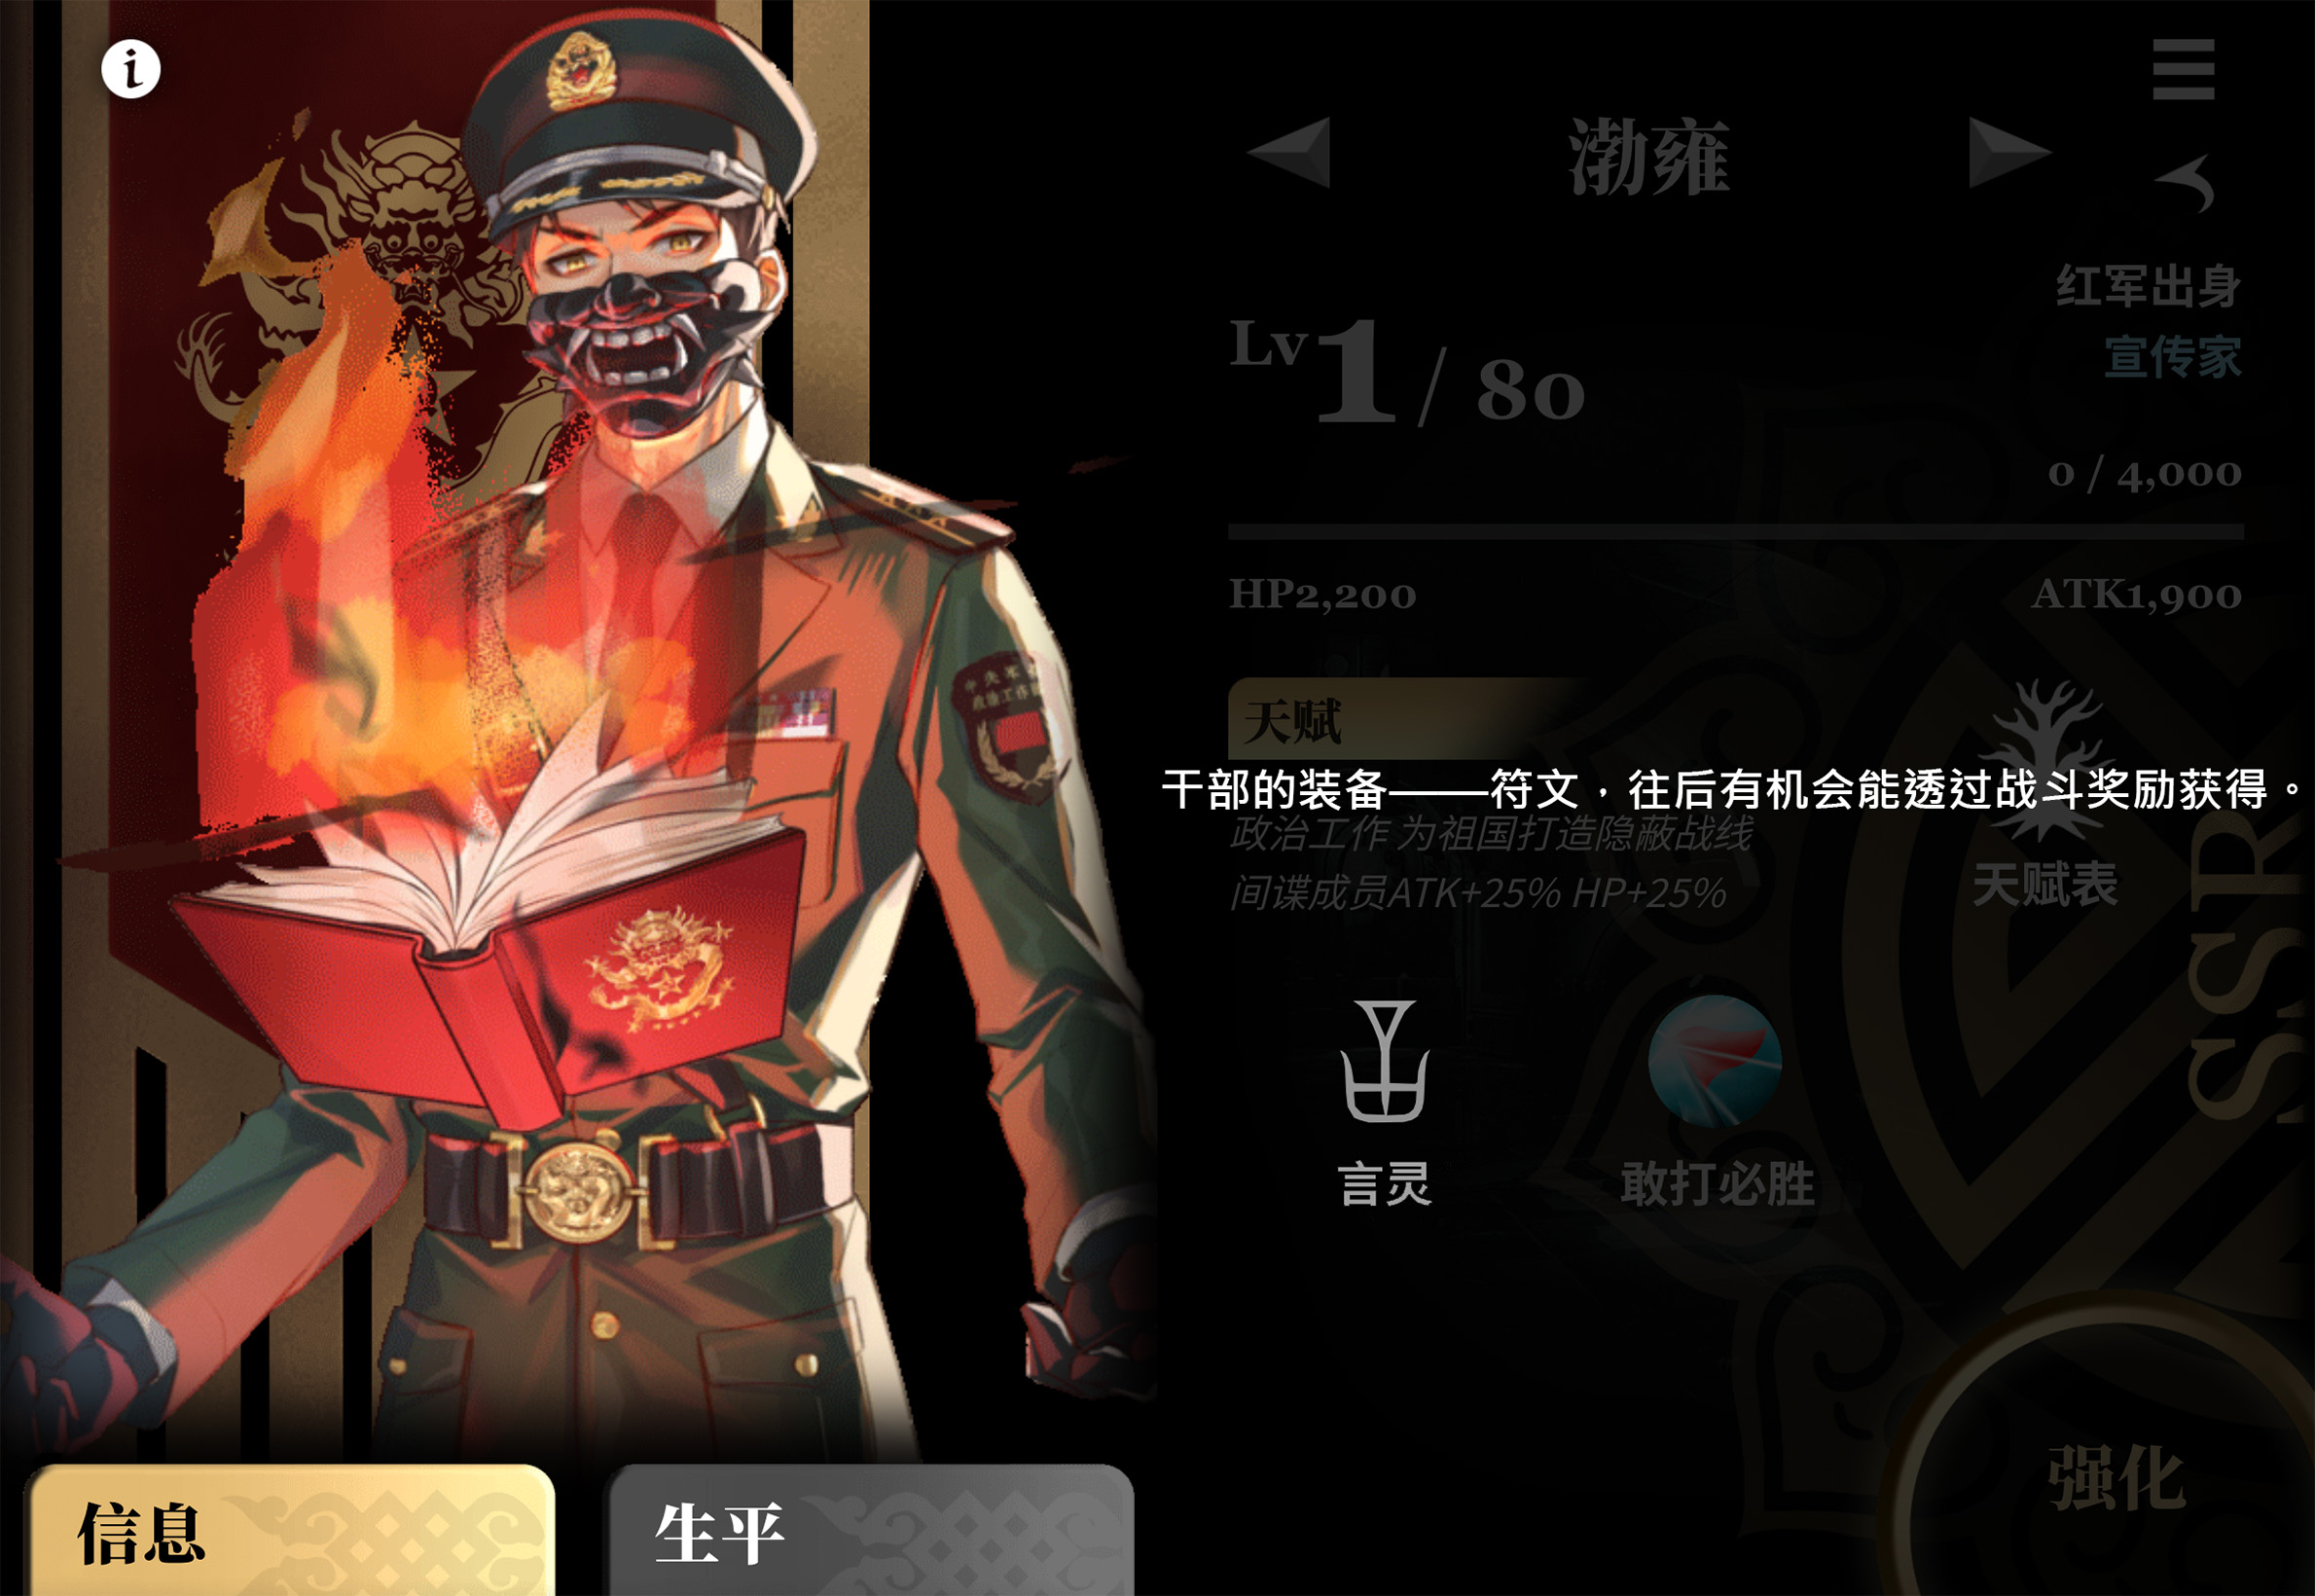 i
渤雍
红军出身
宣传家
Lv1 / 80
0 / 4,000
HP2,200
ATK1,900
天赋
干部的装备——符文，往后有机会能透过战斗奖励获得。
政治工作 为祖国打造隐蔽战线
间谍成员ATK+25% HP+25%
天赋表
SSR
言灵
敢打必胜
强化
信息
生平